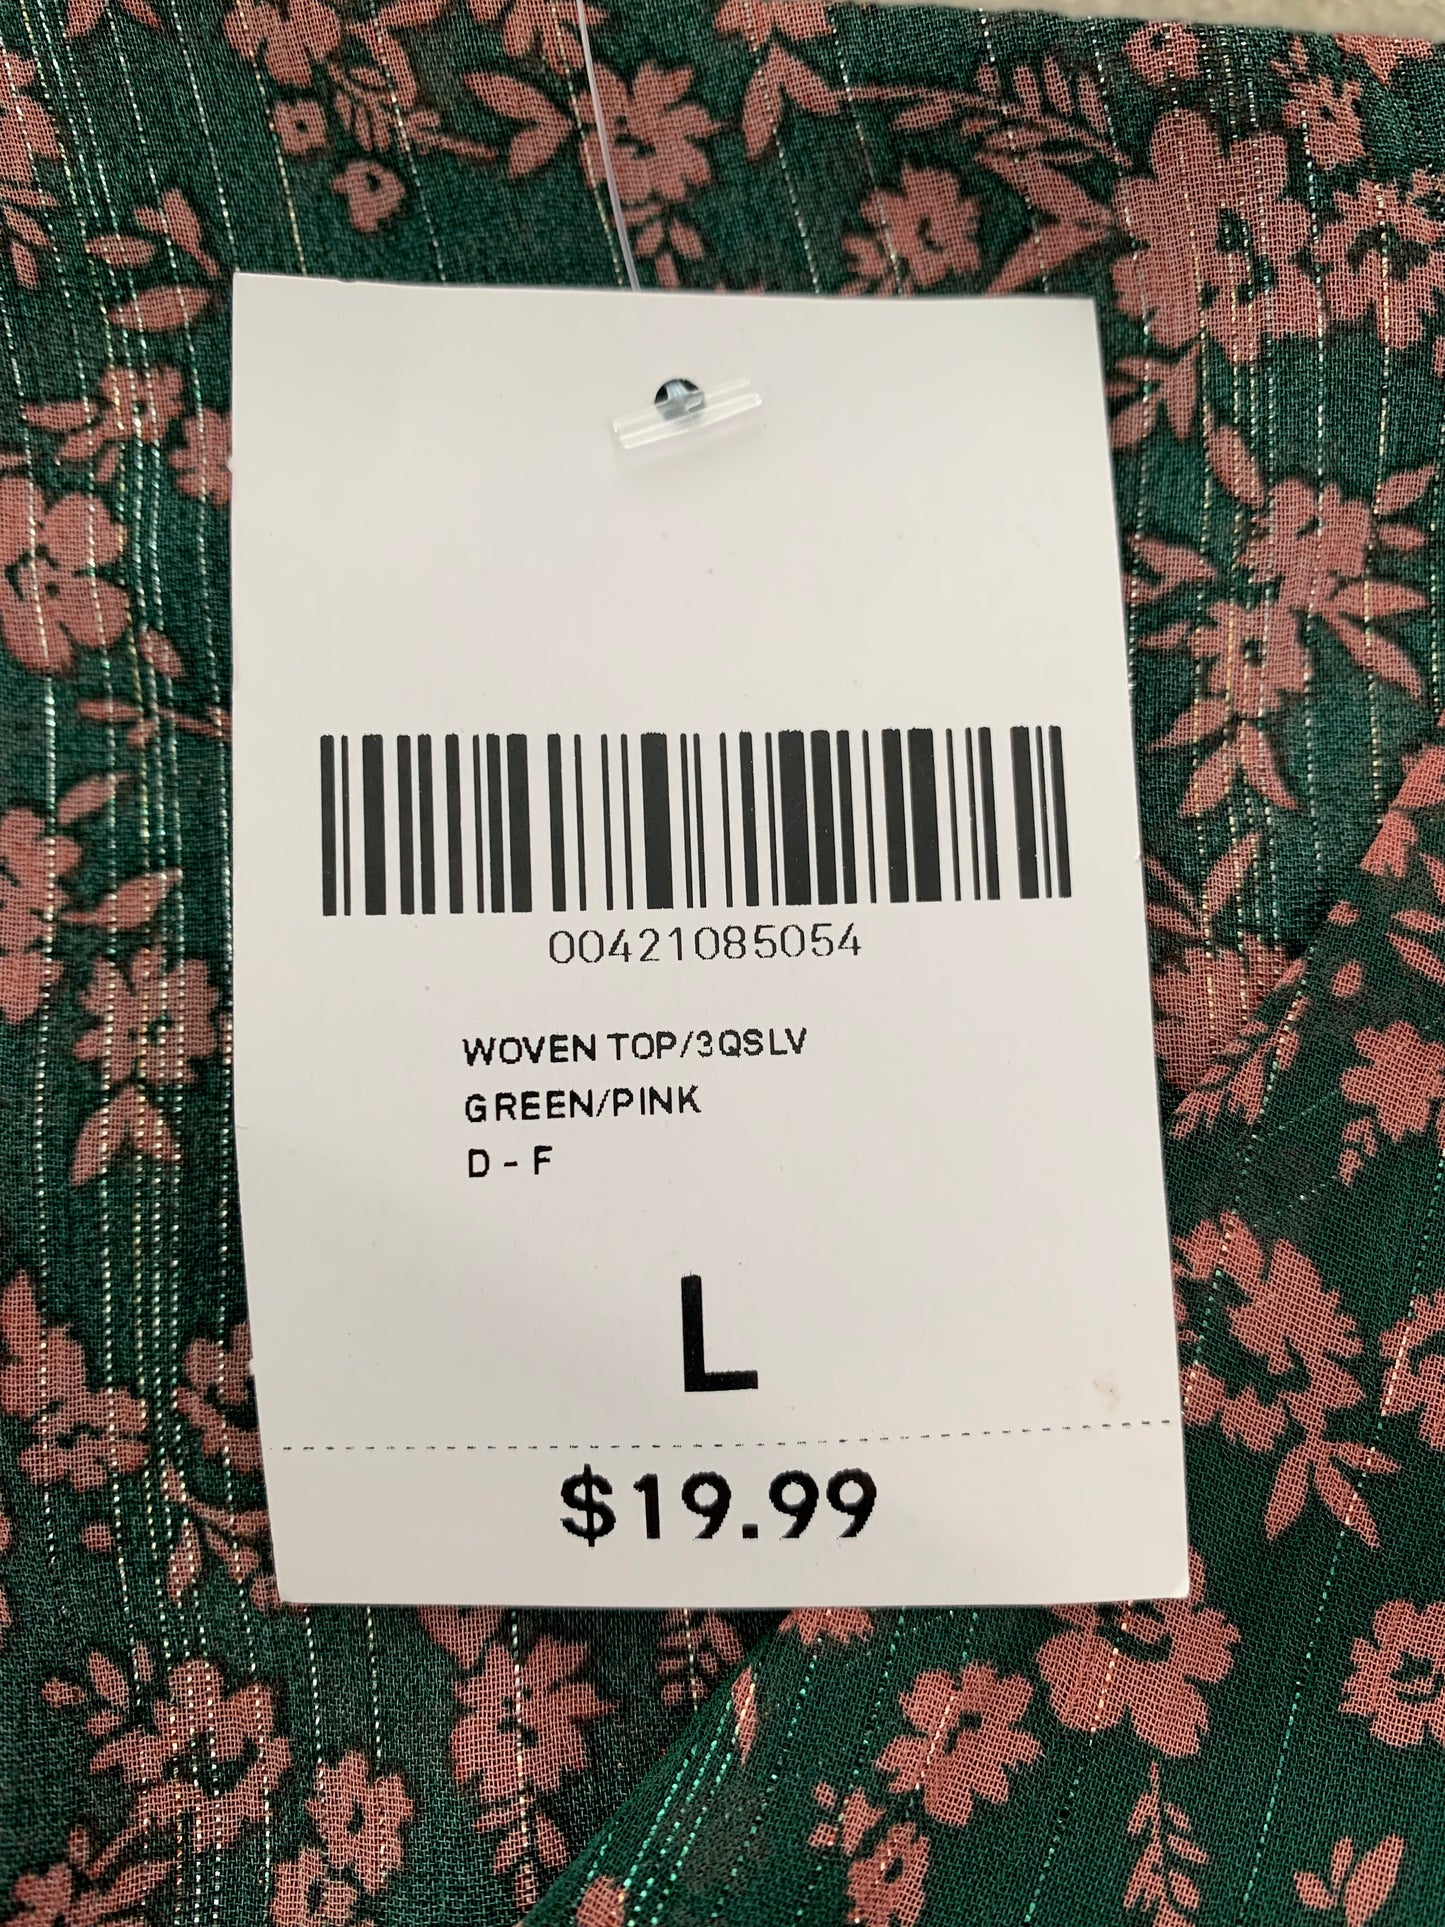 00421085054
WOVEN TOP/3QSLV
GREEN/PINK
D - F
L
$19.99